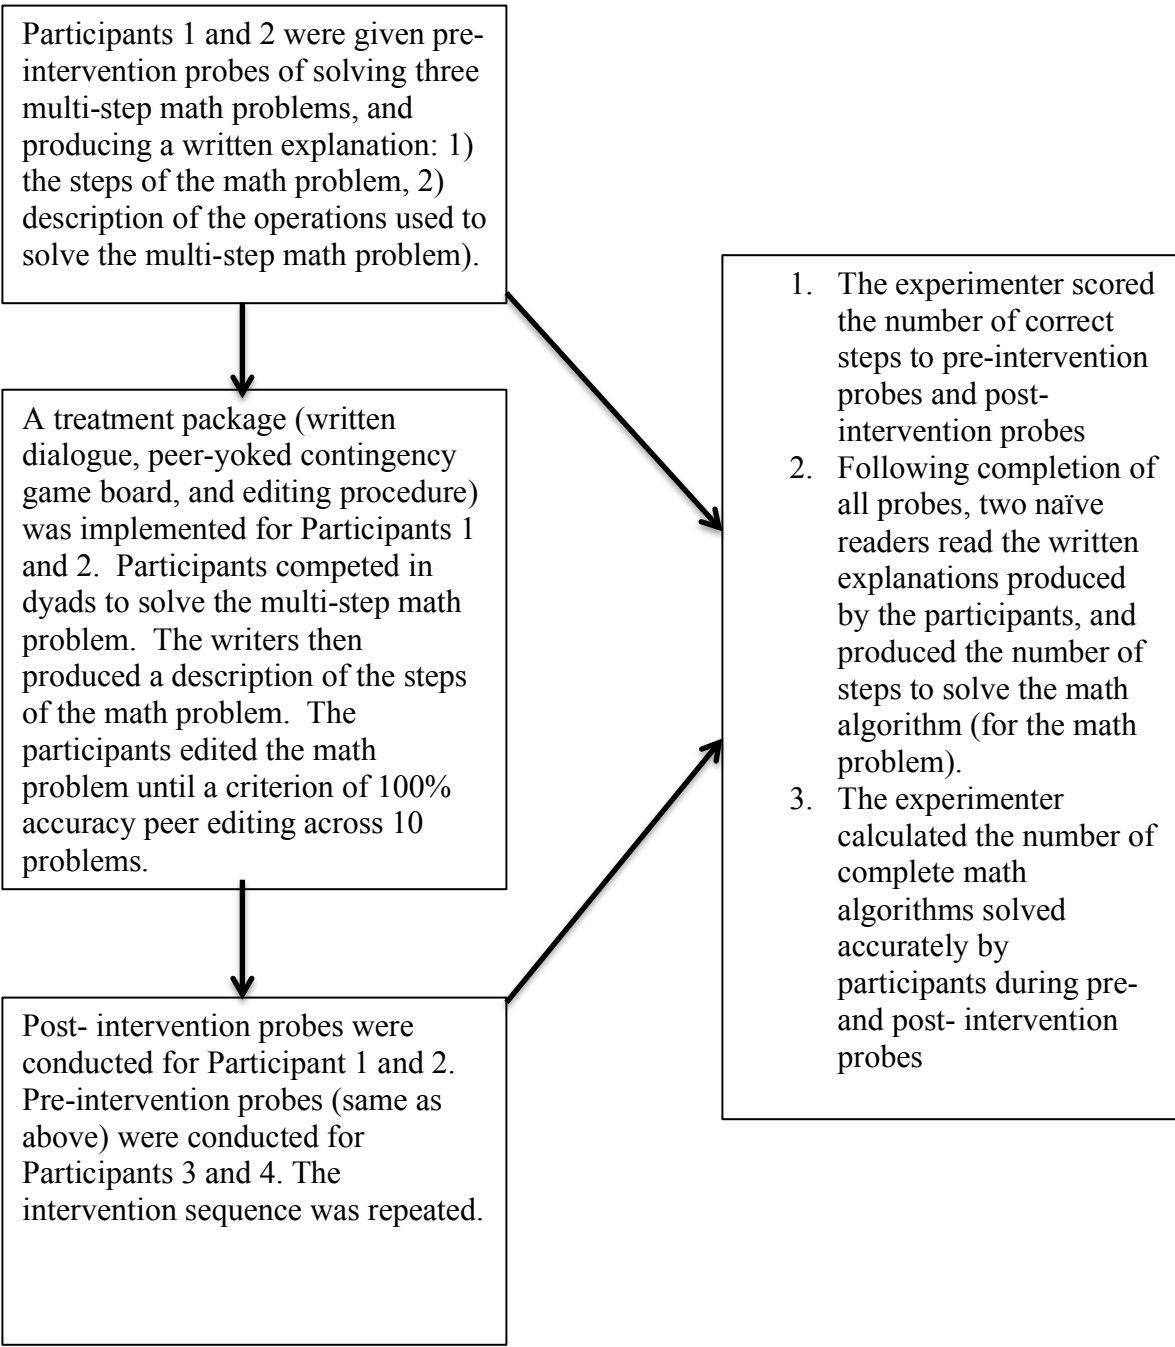 Participants 1 and 2 were given pre-
intervention probes of solving three
multi-step math problems, and
producing a written explanation: 1)
the steps of the math problem, 2)
description of the operations used to
solve the multi-step math problem).
A treatment package (written
dialogue, peer-yoked contingency
game board, and editing procedure)
was implemented for Participants 1
and 2.  Participants competed in
dyads to solve the multi-step math
problem.  The writers then
produced a description of the steps
of the math problem.  The
participants edited the math
problem until a criterion of 100%
accuracy peer editing across 10
problems.
Post- intervention probes were
conducted for Participant 1 and 2.
Pre-intervention probes (same as
above) were conducted for
Participants 3 and 4. The
intervention sequence was repeated.
1. The experimenter scored
the number of correct
steps to pre-intervention
probes and post-
intervention probes
2. Following completion of
all probes, two naïve
readers read the written
explanations produced
by the participants, and
produced the number of
steps to solve the math
algorithm (for the math
problem).
3. The experimenter
calculated the number of
complete math
algorithms solved
accurately by
participants during pre-
and post- intervention
probes